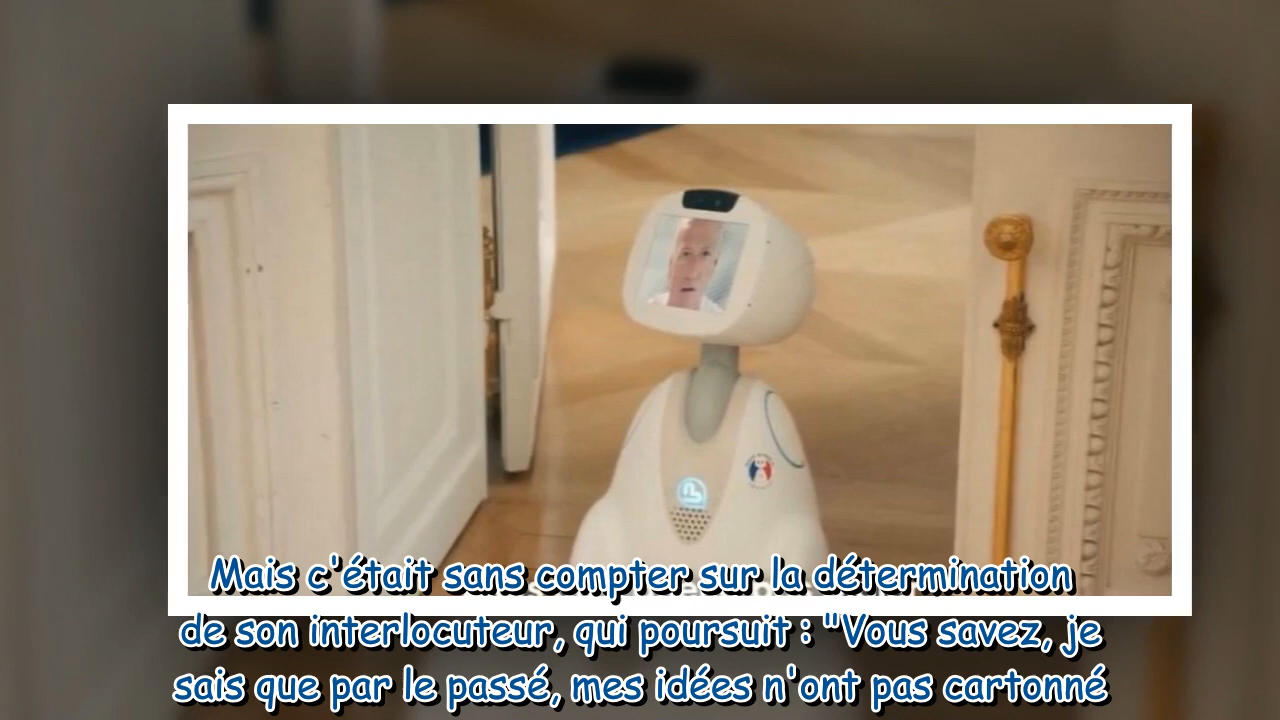 Mais c'était sans compter sur la détermination
de son interlocuteur, qui poursuit : "Vous savez, je
sais que par le passé, mes idées n'ont pas cartonné